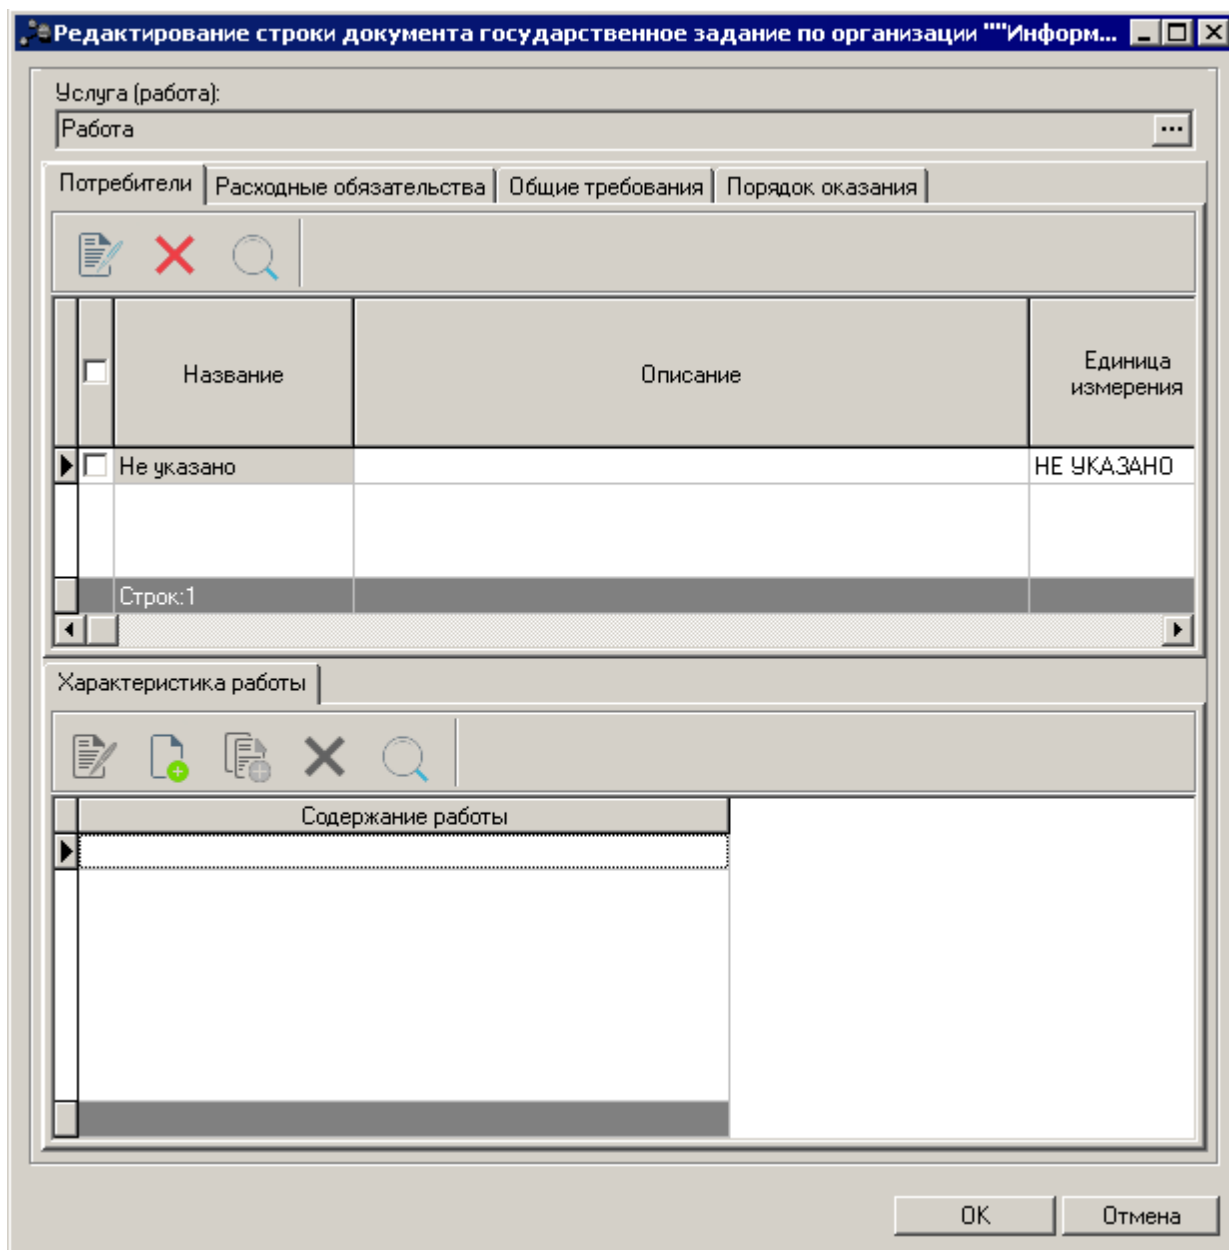 Редактирование строки документа государственное задание по организации ""Информ...
Услуга (работа):
Работа
...
Потребители Расходные обязательства Общие требования Порядок оказания
Название Описание Единица
измерения
Не указано НЕ УКАЗАНО
Строк:1
Характеристика работы
Содержание работы
OK Отмена